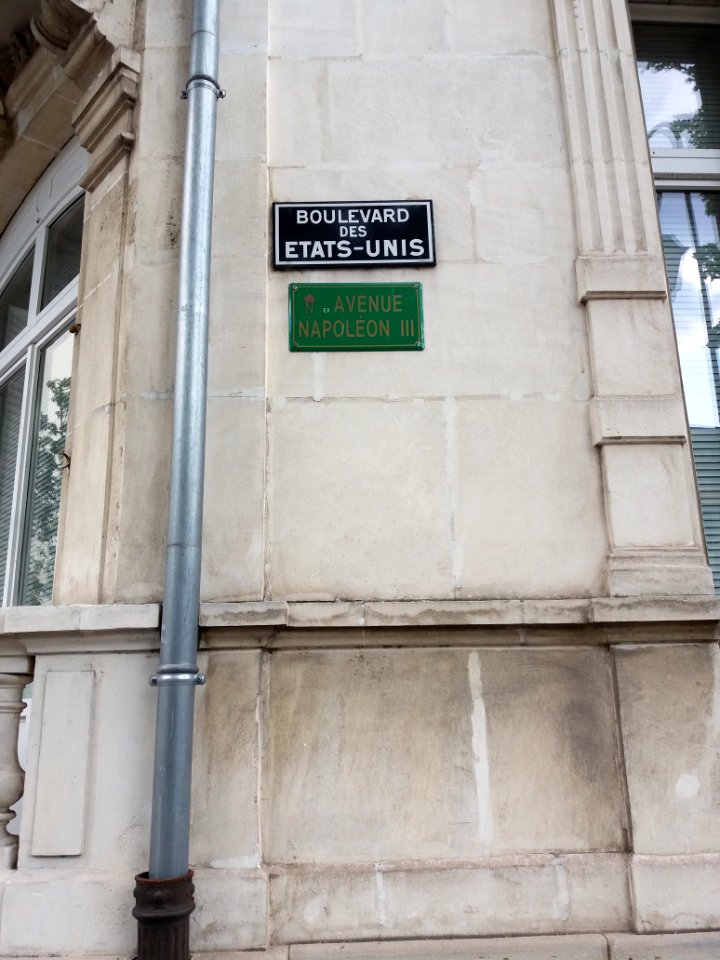 BOULEVARD
DES
ETATS-UNIS
N Ex AVENUE
NAPOLÉON III